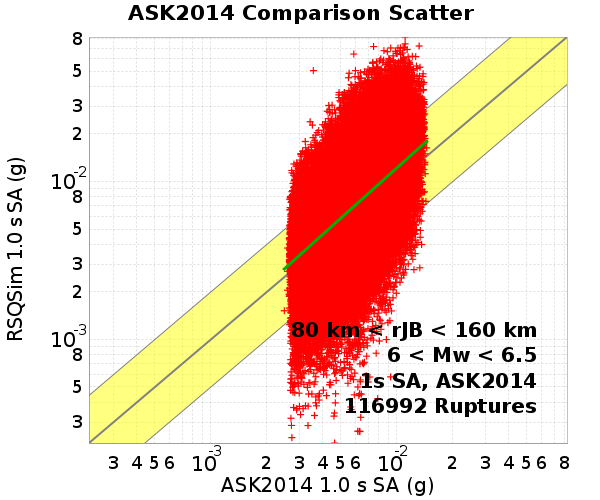 ASK2014 Comparison Scatter
RSQSim 1.0 s SA (g)
8
5
3
2
10-2
8
5
3
2
10-3
8
5
3
80 km < rJB < 160 km
6 < Mw < 6.5
1s SA, ASK2014
116992 Ruptures
3 4 5 6 10-3 2 3 4 5 6 10-2 2 3 4 5 6 8
ASK2014 1.0 s SA (g)